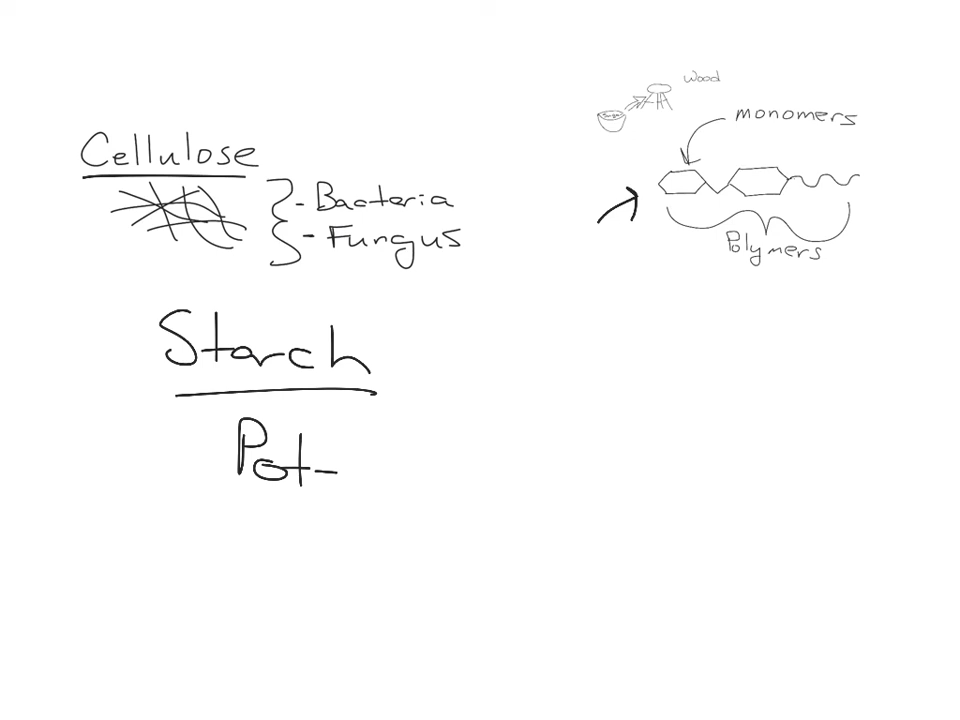 Wood
monomers
Cellulose
- Bacteria
- Fungus
Polymers
Starch
Pot-